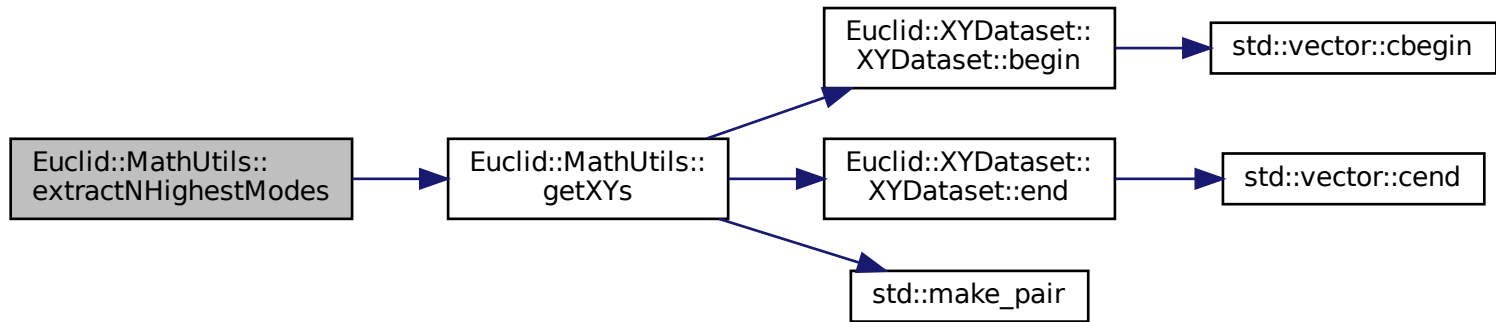 Euclid::MathUtils::
extractNHighestModes
Euclid::MathUtils::
getXYs
Euclid::XYDataset::
XYDataset::begin
std::vector::cbegin
Euclid::XYDataset::
XYDataset::end
std::vector::cend
std::make_pair